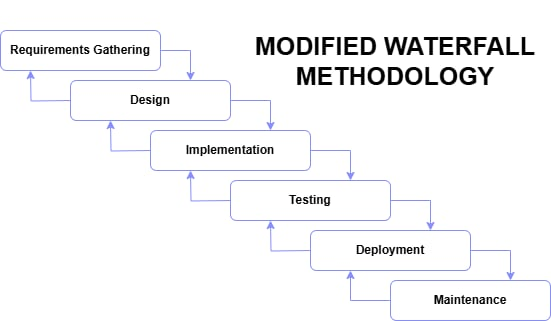 MODIFIED WATERFALL
METHODOLOGY
Requirements Gathering
Design
Implementation
Testing
Deployment
Maintenance